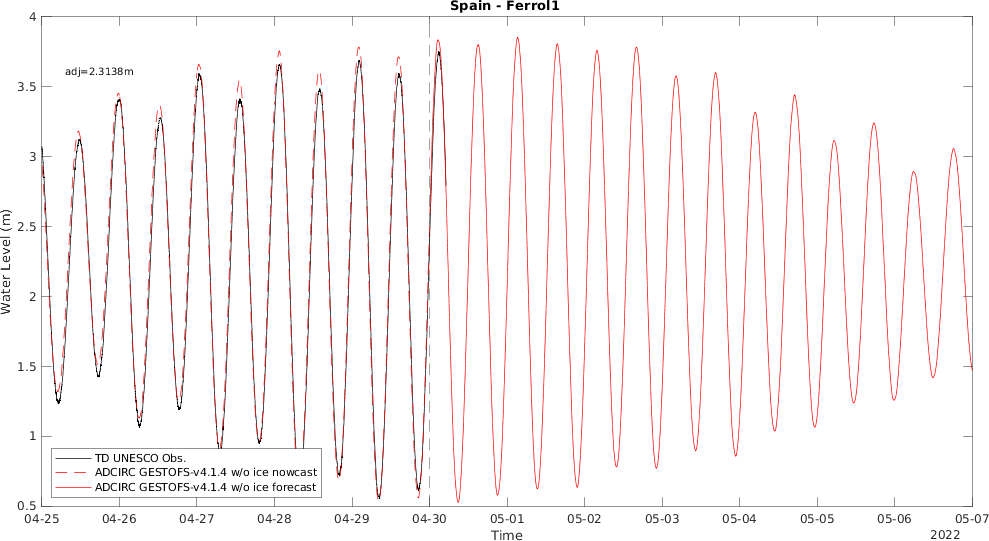 Spain - Ferrol1
adj=2.3138m
4
3.5
3
2.5
2
1.5
1
0.5
Water Level (m)
TD UNESCO Obs.
ADCIRC GESTOFS-v4.1.4 w/o ice nowcast
ADCIRC GESTOFS-v4.1.4 w/o ice forecast
04-25 04-26 04-27 04-28 04-29 04-30 05-01 05-02 05-03 05-04 05-05 05-06 05-07
Time
2022